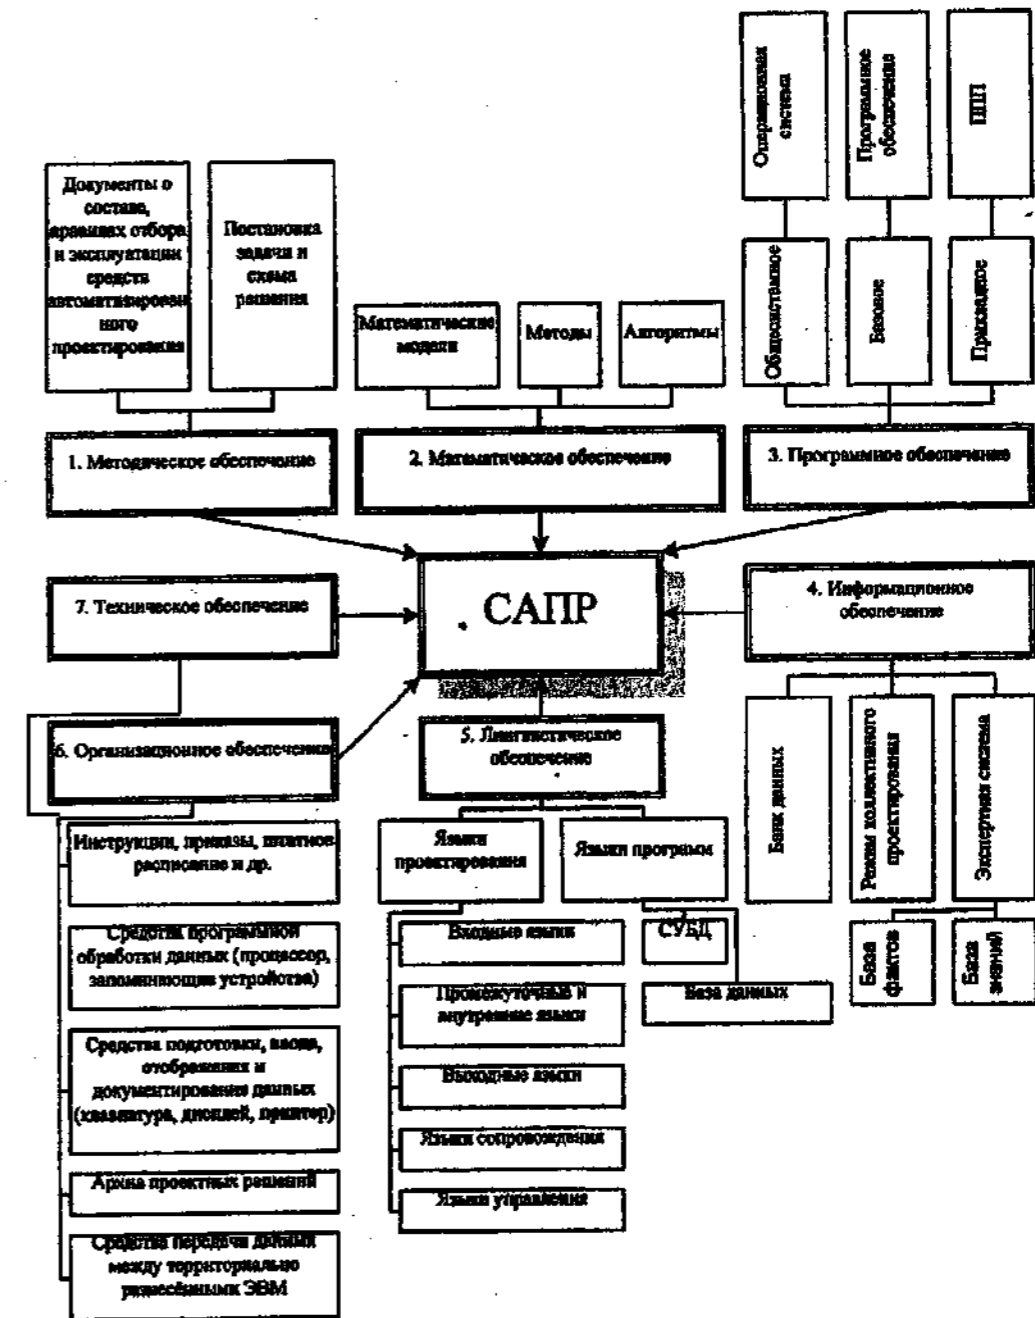 Операционная
система
Программное
обеспечение
ППП
Общесистемное
Базовое
Прикладное
Документы о
составе,
правилах отбора
и эксплуатации
средств
автоматизирован
ного
проектирования
Постановка
задачи и
схема
решения
Математические
модели
Методы
Алгоритмы
1. Методическое обеспечение
2. Математическое обеспечение
3. Программное обеспечение
САПР
7. Техническое обеспечение
4. Информационное
обеспечение
6. Организационное обеспечение
5. Лингвистическое
обеспечение
Банк данных
Режим коллективного
проектирования
Экспертная система
База
фактов
База
знаний
Инструкции, приказы, штатное
расписание и др.
Средства программной
обработки данных (процессор,
запоминающие устройства)
Средства подготовки, ввода,
отображения и
документирования данных
(клавиатура, дисплей, принтер)
Архив проектных решений
Средства передачи данных
между территориально
разнесёнными ЭВМ
Языки
проектирования
Языки программ
Входные языки
Промежуточные и
внутренние языки
Выходные языки
Языки сопровождения
Языки управления
СУБД
База данных